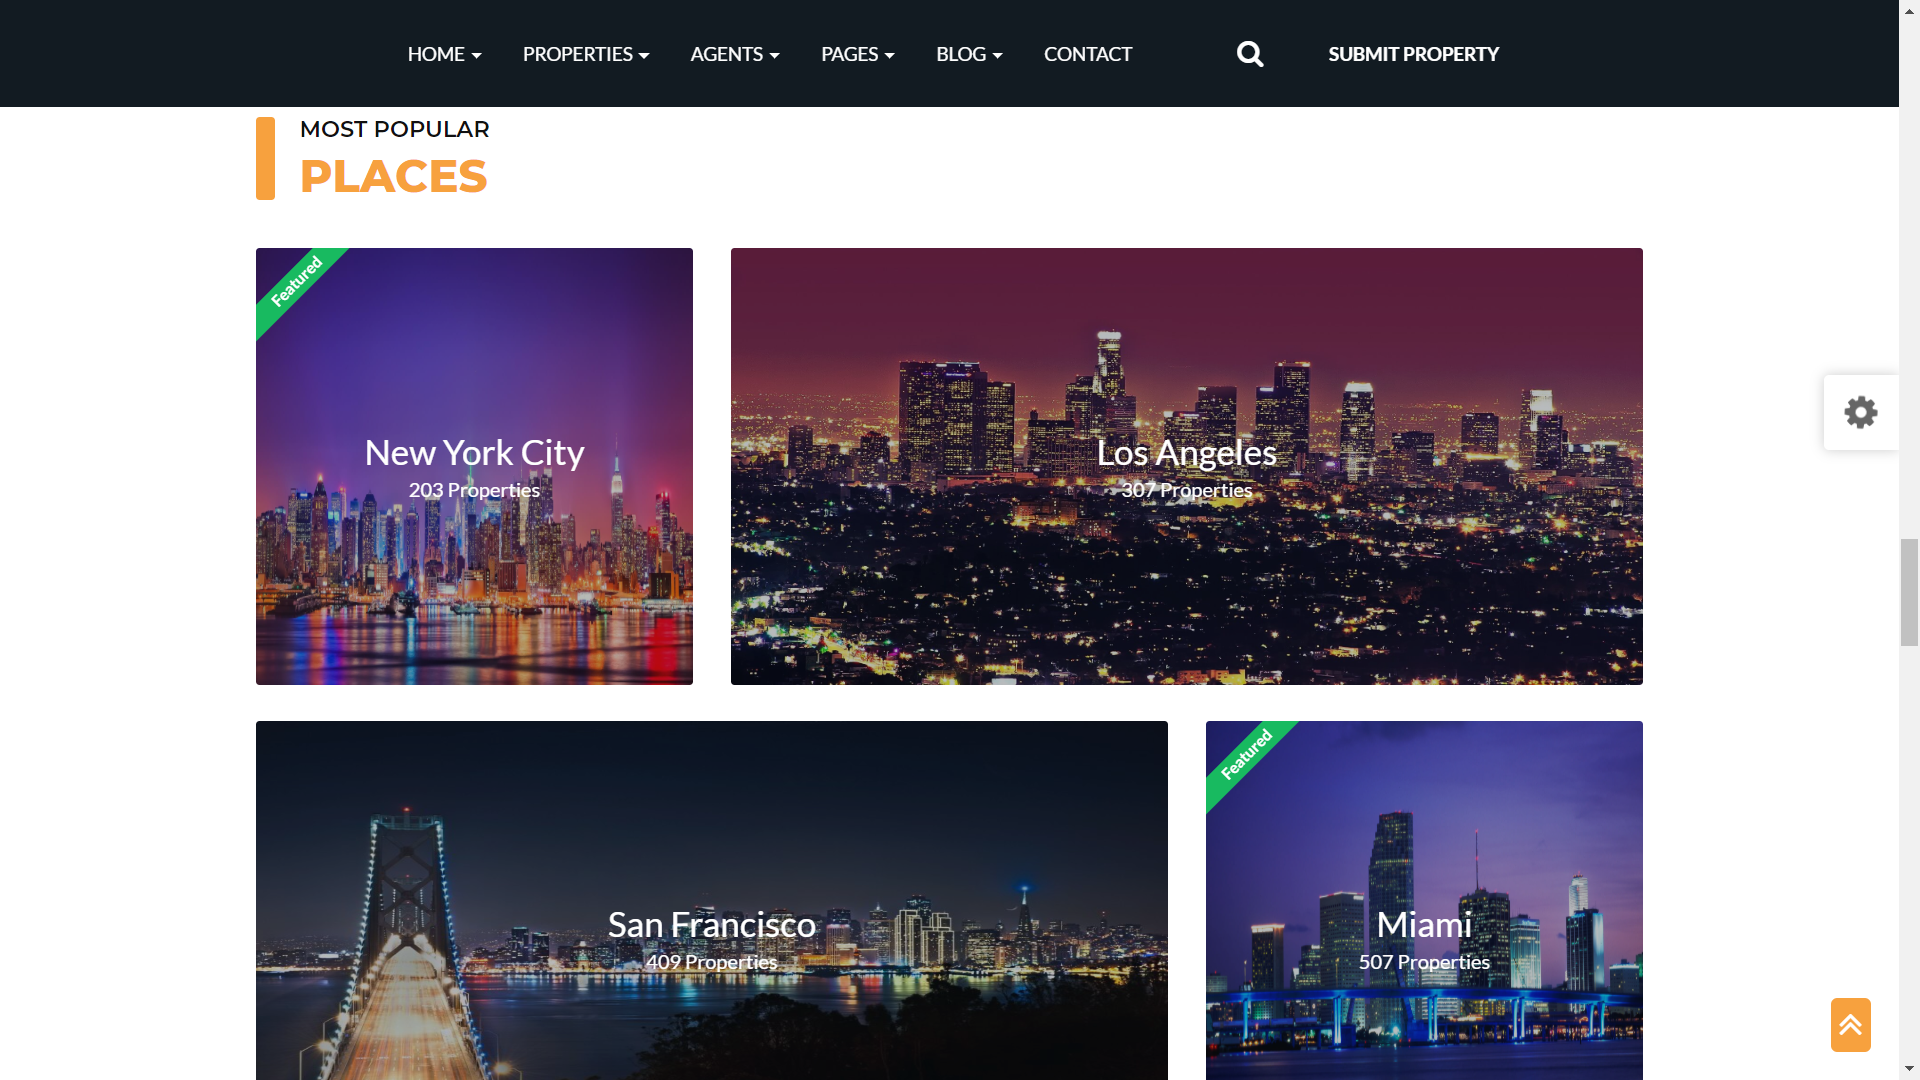 HOME PROPERTIES AGENTS PAGES BLOG CONTACT SUBMIT PROPERTY
MOST POPULAR
PLACES
Featured
New York City
203 Properties
Los Angeles
307 Properties
San Francisco
409 Properties
Featured
Miami
507 Properties